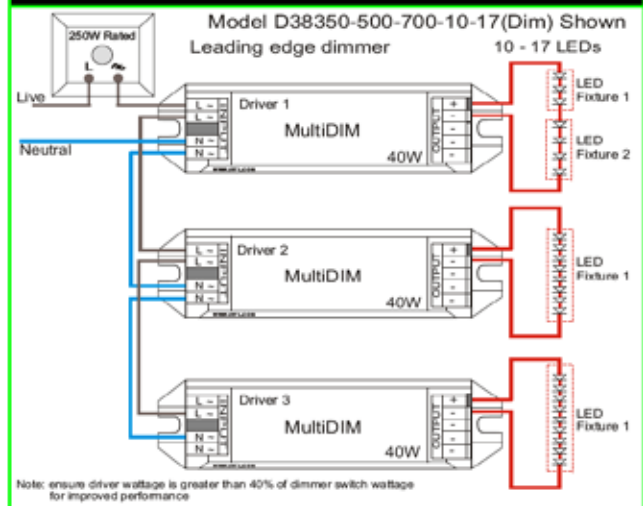 Model D38350-500-700-10-17(Dim) Shown
250W Rated
Leading edge dimmer
10 - 17 LEDs
L
Live
Neutral
L ~
L ~
N ~
N ~
INPUT
Driver 1
MultiDIM
40W
OUTPUT
+
-
-
-
LED
Fixture 1
LED
Fixture 2
L ~
L ~
N ~
N ~
INPUT
Driver 2
MultiDIM
40W
OUTPUT
+
-
-
-
-
LED
Fixture 1
L ~
L ~
N ~
N ~
INPUT
Driver 3
MultiDIM
40W
OUTPUT
+
-
-
-
LED
Fixture 1
Note: ensure driver wattage is greater than 40% of dimmer switch wattage
for improved performance